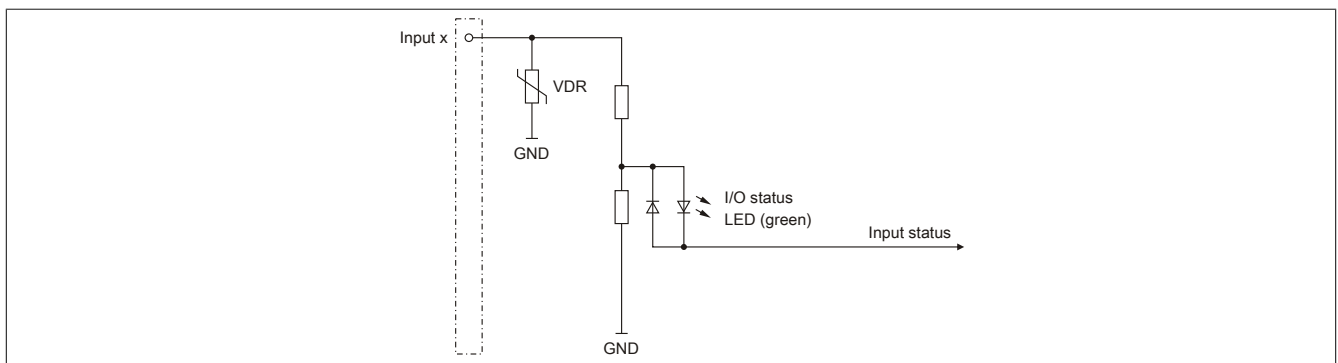 Input x
VDR
GND
I/O status
LED (green)
Input status
GND